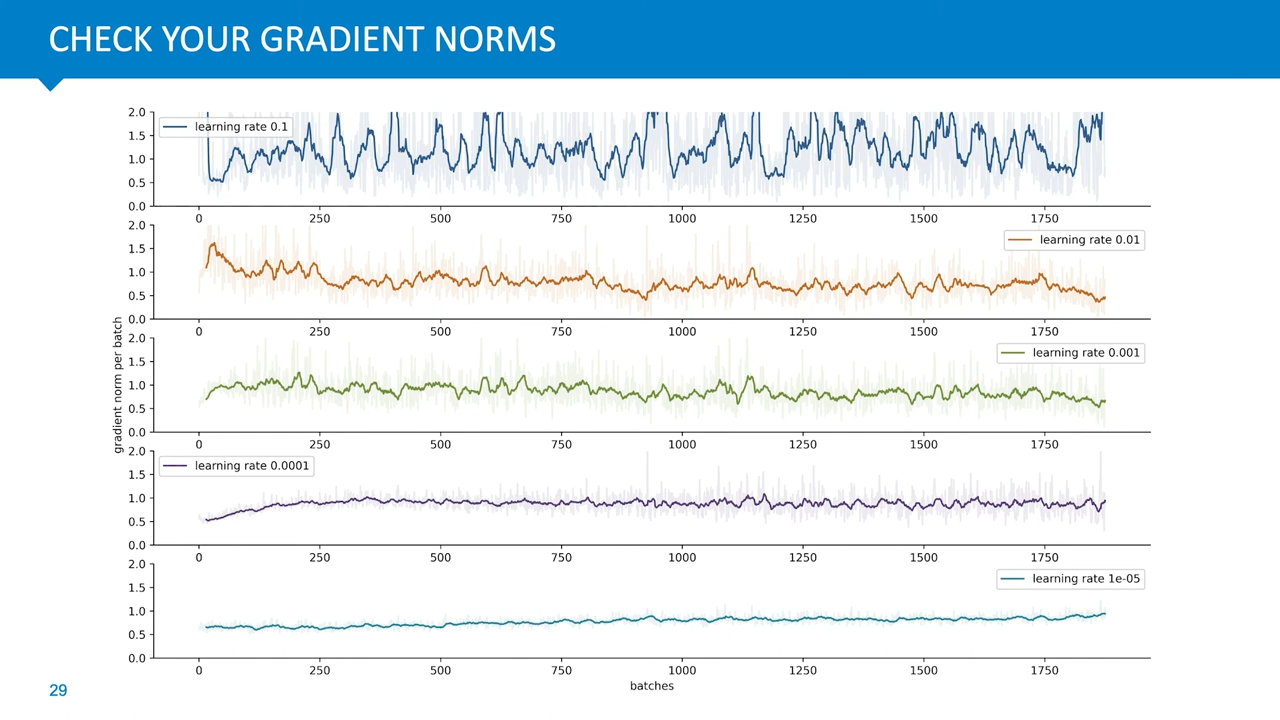 CHECK YOUR GRADIENT NORMS
2.0
1.5
1.0
0.5
0.0
learning rate 0.1
0 250 500 750 1000 1250 1500 1750
2.0
1.5
1.0
0.5
0.0
learning rate 0.01
0 250 500 750 1000 1250 1500 1750
gradient norm per batch
2.0
1.5
1.0
0.5
0.0
learning rate 0.001
0 250 500 750 1000 1250 1500 1750
2.0
1.5
1.0
0.5
0.0
learning rate 0.0001
0 250 500 750 1000 1250 1500 1750
2.0
1.5
1.0
0.5
0.0
learning rate 1e-05
0 250 500 750 1000 1250 1500 1750
batches
29